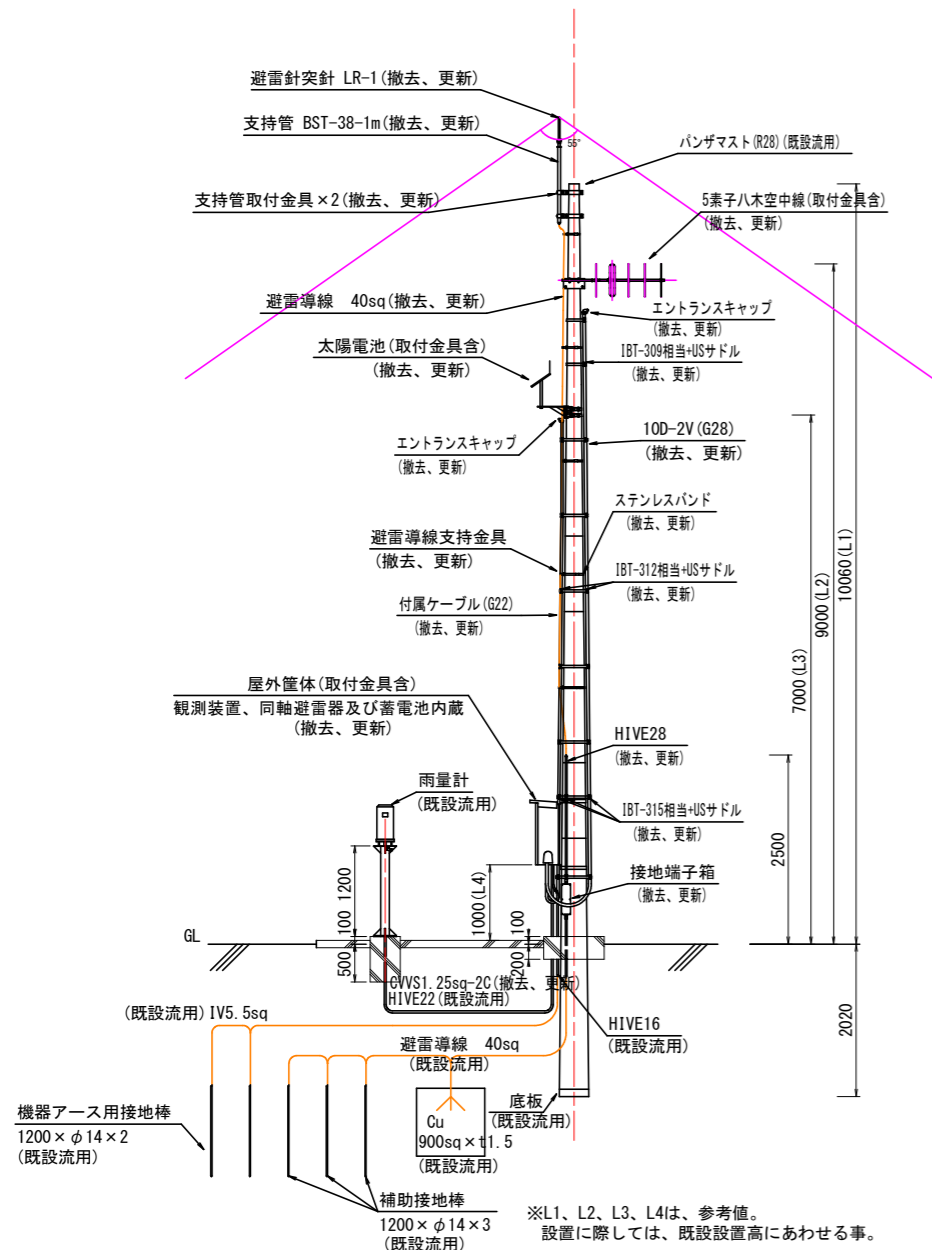 避雷針突針 LR-1(撤去、更新)
支持管 BST-38-1m(撤去、更新)
55°
パンザマスト(R28)(既設流用)
支持管取付金具×2(撤去、更新)
5素子八木空中線(取付金具含)
(撤去、更新)
避雷導線 40sq(撤去、更新)
エントランスキャップ
(撤去、更新)
太陽電池(取付金具含)
(撤去、更新)
IBT-309相当+USサドル
(撤去、更新)
エントランスキャップ
(撤去、更新)
10D-2V(G28)
(撤去、更新)
ステンレスバンド
(撤去、更新)
避雷導線支持金具
(撤去、更新)
IBT-312相当+USサドル
(撤去、更新)
付属ケーブル(G22)
(撤去、更新)
10060(L1)
9000(L2)
7000(L3)
屋外筐体(取付金具含)
観測装置、同軸避雷器及び蓄電池内蔵
(撤去、更新)
HIVE28
(撤去、更新)
雨量計
(既設流用)
IBT-315相当+USサドル
(撤去、更新)
2500
接地端子箱
(撤去、更新)
1200
1000(L4)
100
100
GL
500
200
CVVS1.25sq-2C(撤去、更新)
HIVE22(既設流用)
(既設流用)IV5.5sq
HIVE16
(既設流用)
2020
避雷導線 40sq
(既設流用)
底板
(既設流用)
Cu
900sq×t1.5
(既設流用)
機器アース用接地棒
1200×φ14×2
(既設流用)
補助接地棒
1200×φ14×3
(既設流用)
※L1、L2、L3、L4は、参考値。
設置に際しては、既設設置高にあわせる事。